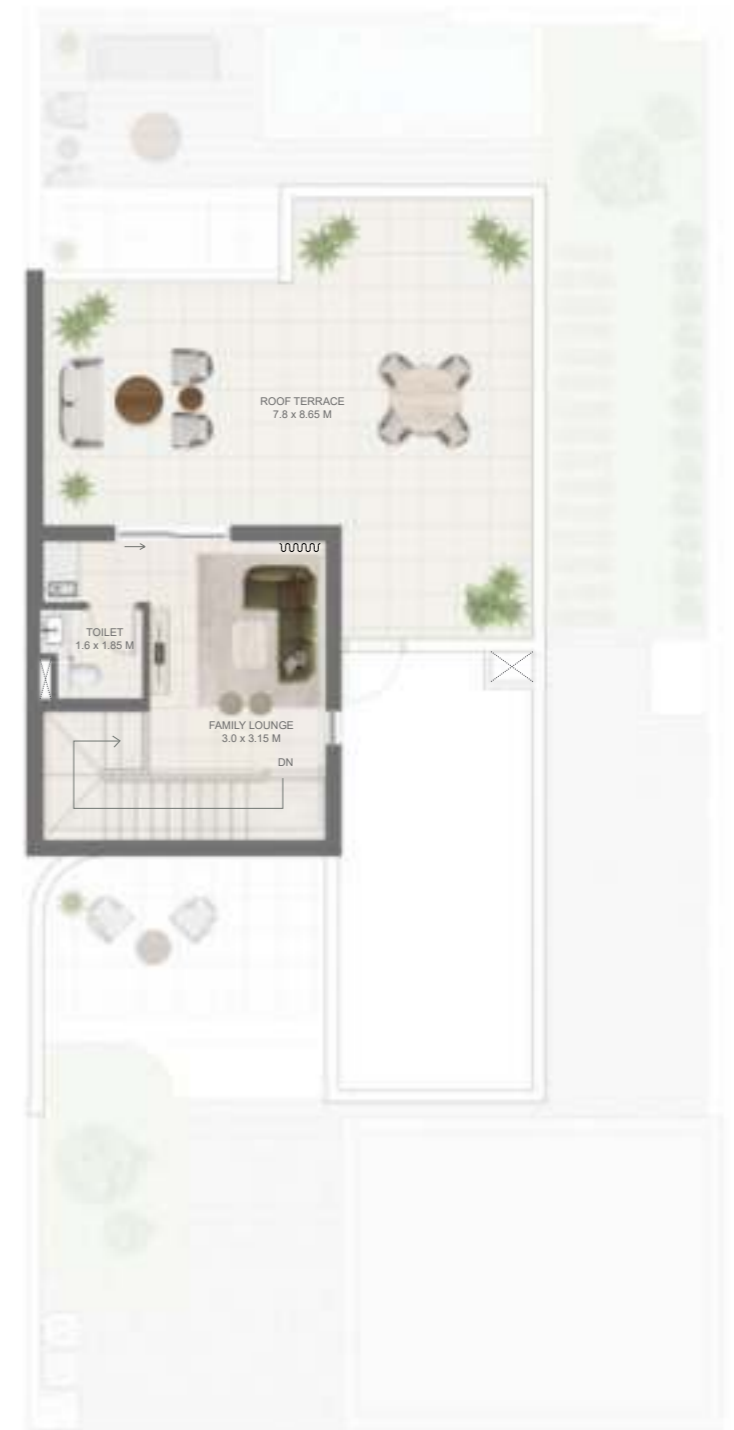 ROOF TERRACE
7.8 x 8.65 M
TOILET
1.6 x 1.85 M
FAMILY LOUNGE
3.0 x 3.15 M
DN